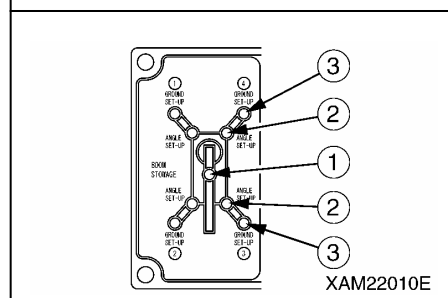 ① ④
GROUND SET-UP GROUND SET-UP
③
②
ANGLE SET-UP ANGLE SET-UP
BOOM STORAGE
①
ANGLE SET-UP ANGLE SET-UP
②
GROUND SET-UP GROUND SET-UP
③
② ③
XAM22010E